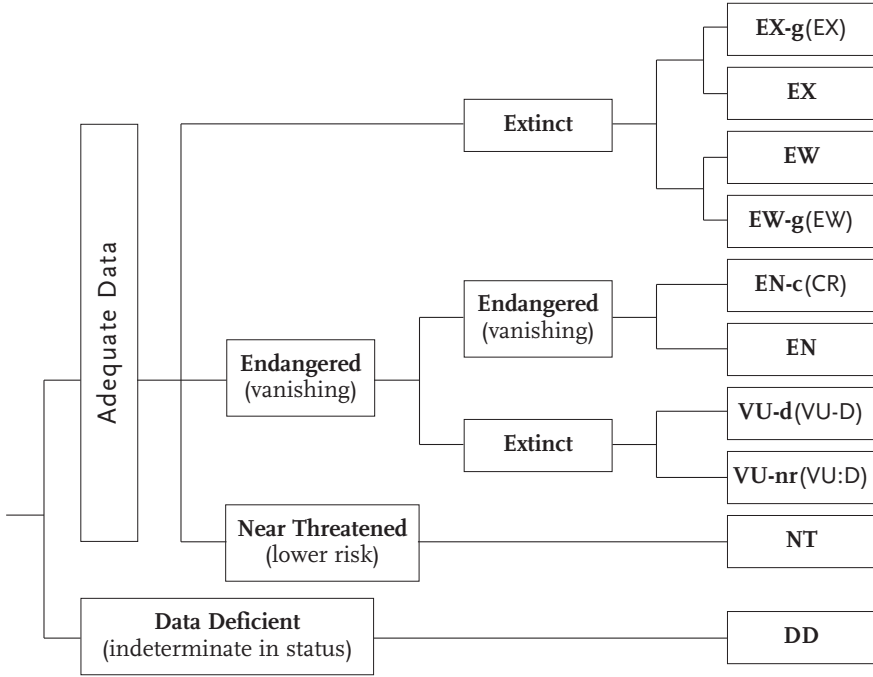 EX-g(EX)
EX
Extinct
EW
EW-g(EW)
Adequate Data
EN-c(CR)
Endangered
(vanishing)
EN
Endangered
(vanishing)
VU-d(VU-D)
Extinct
VU-nr(VU:D)
Near Threatened
(lower risk)
NT
Data Deficient
(indeterminate in status)
DD